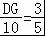 DG/10 = 3/5